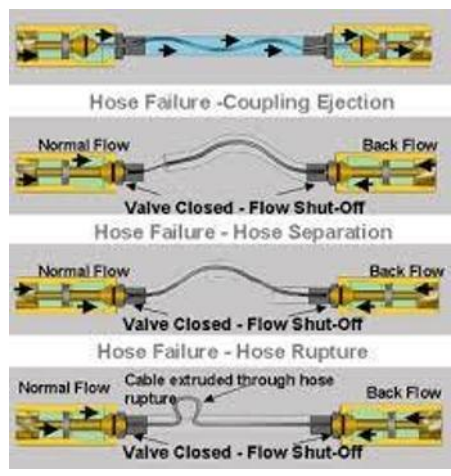 Hose Failure -Coupling Ejection
Normal Flow
Back Flow
Valve Closed - Flow Shut-Off
Hose Failure - Hose Separation
Normal Flow
Back Flow
Valve Closed - Flow Shut-Off
Hose Failure - Hose Rupture
Cable extruded through hose
rupture
Normal Flow
Back Flow
Valve Closed - Flow Shut-Off